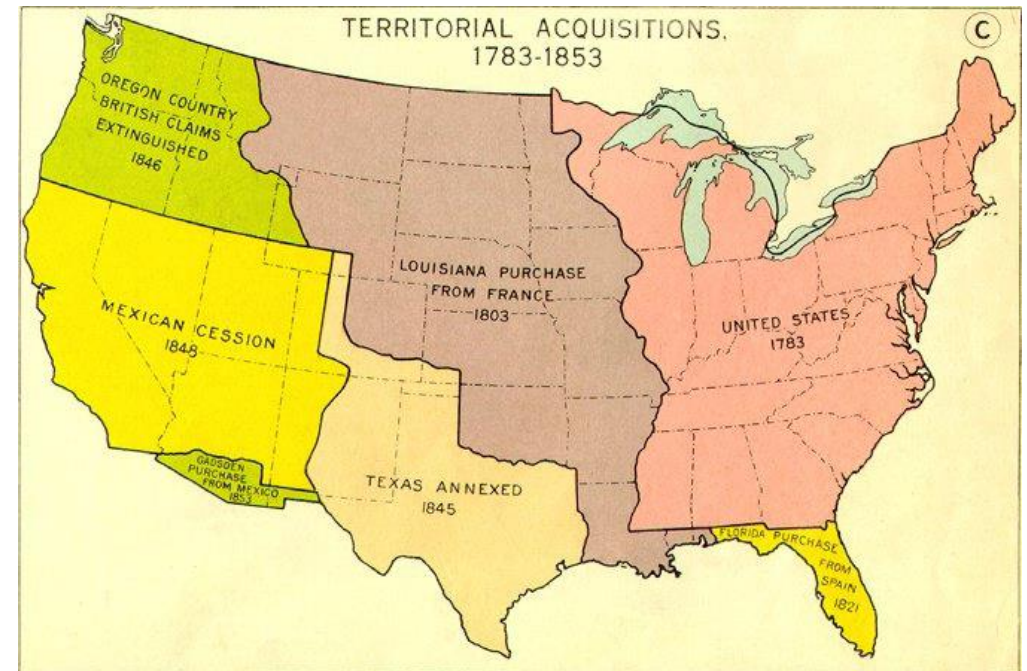 TERRITORIAL ACQUISITIONS,
1783-1853
C
OREGON COUNTRY
BRITISH CLAIMS
EXTINGUISHED
1846
LOUISIANA PURCHASE
FROM FRANCE
1803
UNITED STATES
1783
MEXICAN CESSION
1848
GADSDEN
PURCHASE
FROM MEXICO
1853
TEXAS ANNEXED
1845
FLORIDA PURCHASE
FROM
SPAIN
1821